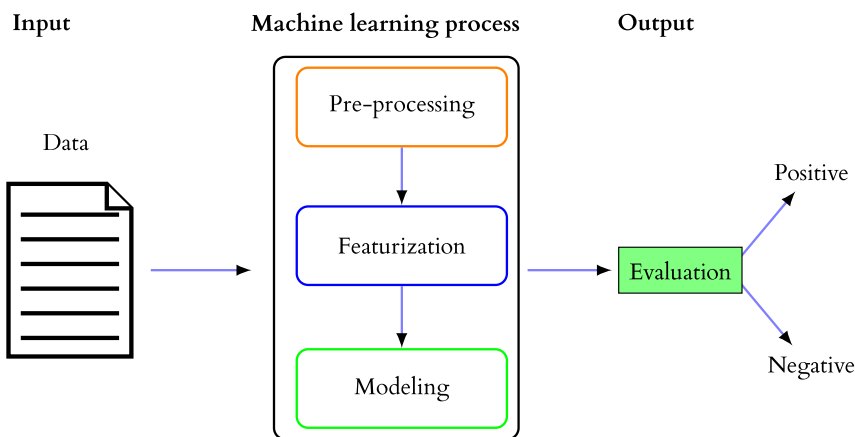 Input
Machine learning process
Output
Data
Pre-processing
Featurization
Modeling
Evaluation
Positive
Negative